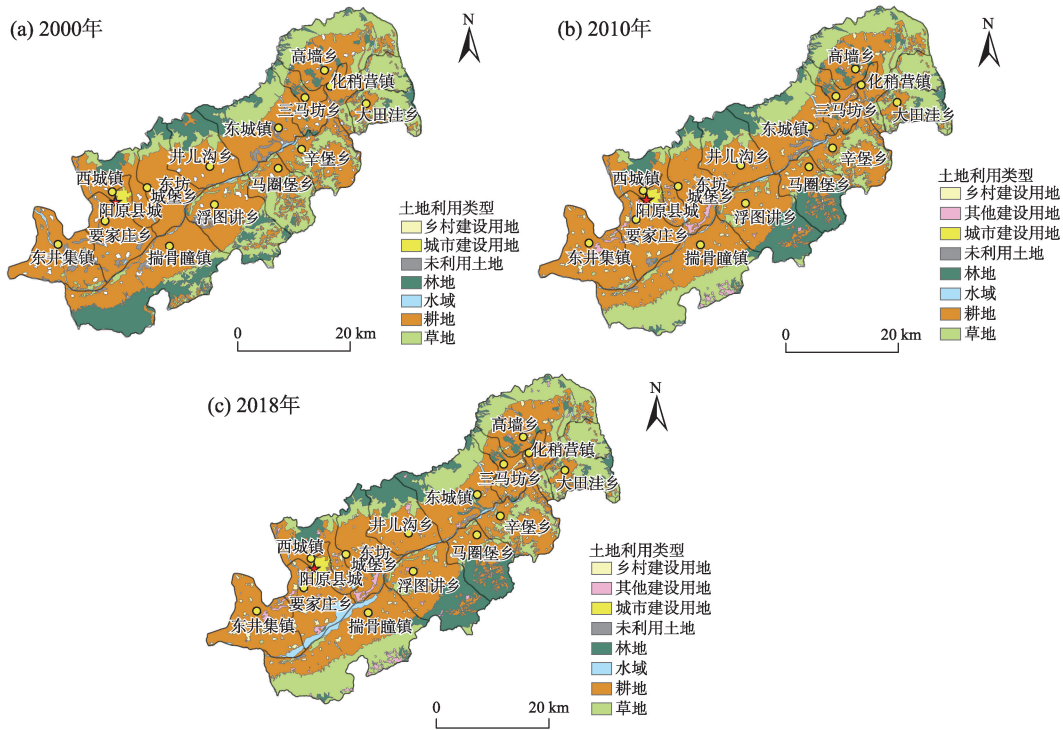 (a) 2000年
N
高墙乡
化稍营镇
三马坊乡
大田洼乡
东城镇
井儿沟乡
辛堡乡
西城镇
东坊
城堡乡
马圈堡乡
阳原县城
浮图讲乡
要家庄乡
东井集镇
揣骨疃镇
土地利用类型
乡村建设用地
城市建设用地
未利用土地
林地
水域
耕地
草地
0 20 km
(b) 2010年
N
高墙乡
化稍营镇
三马坊乡
大田洼乡
东城镇
井儿沟乡
辛堡乡
西城镇
东坊
城堡乡
马圈堡乡
阳原县城
浮图讲乡
要家庄乡
东井集镇
揣骨疃镇
土地利用类型
乡村建设用地
其他建设用地
城市建设用地
未利用土地
林地
水域
耕地
草地
0 20 km
(c) 2018年
N
高墙乡
化稍营镇
三马坊乡
大田洼乡
东城镇
井儿沟乡
辛堡乡
西城镇
东坊
城堡乡
马圈堡乡
阳原县城
浮图讲乡
要家庄乡
东井集镇
揣骨疃镇
土地利用类型
乡村建设用地
其他建设用地
城市建设用地
未利用土地
林地
水域
耕地
草地
0 20 km